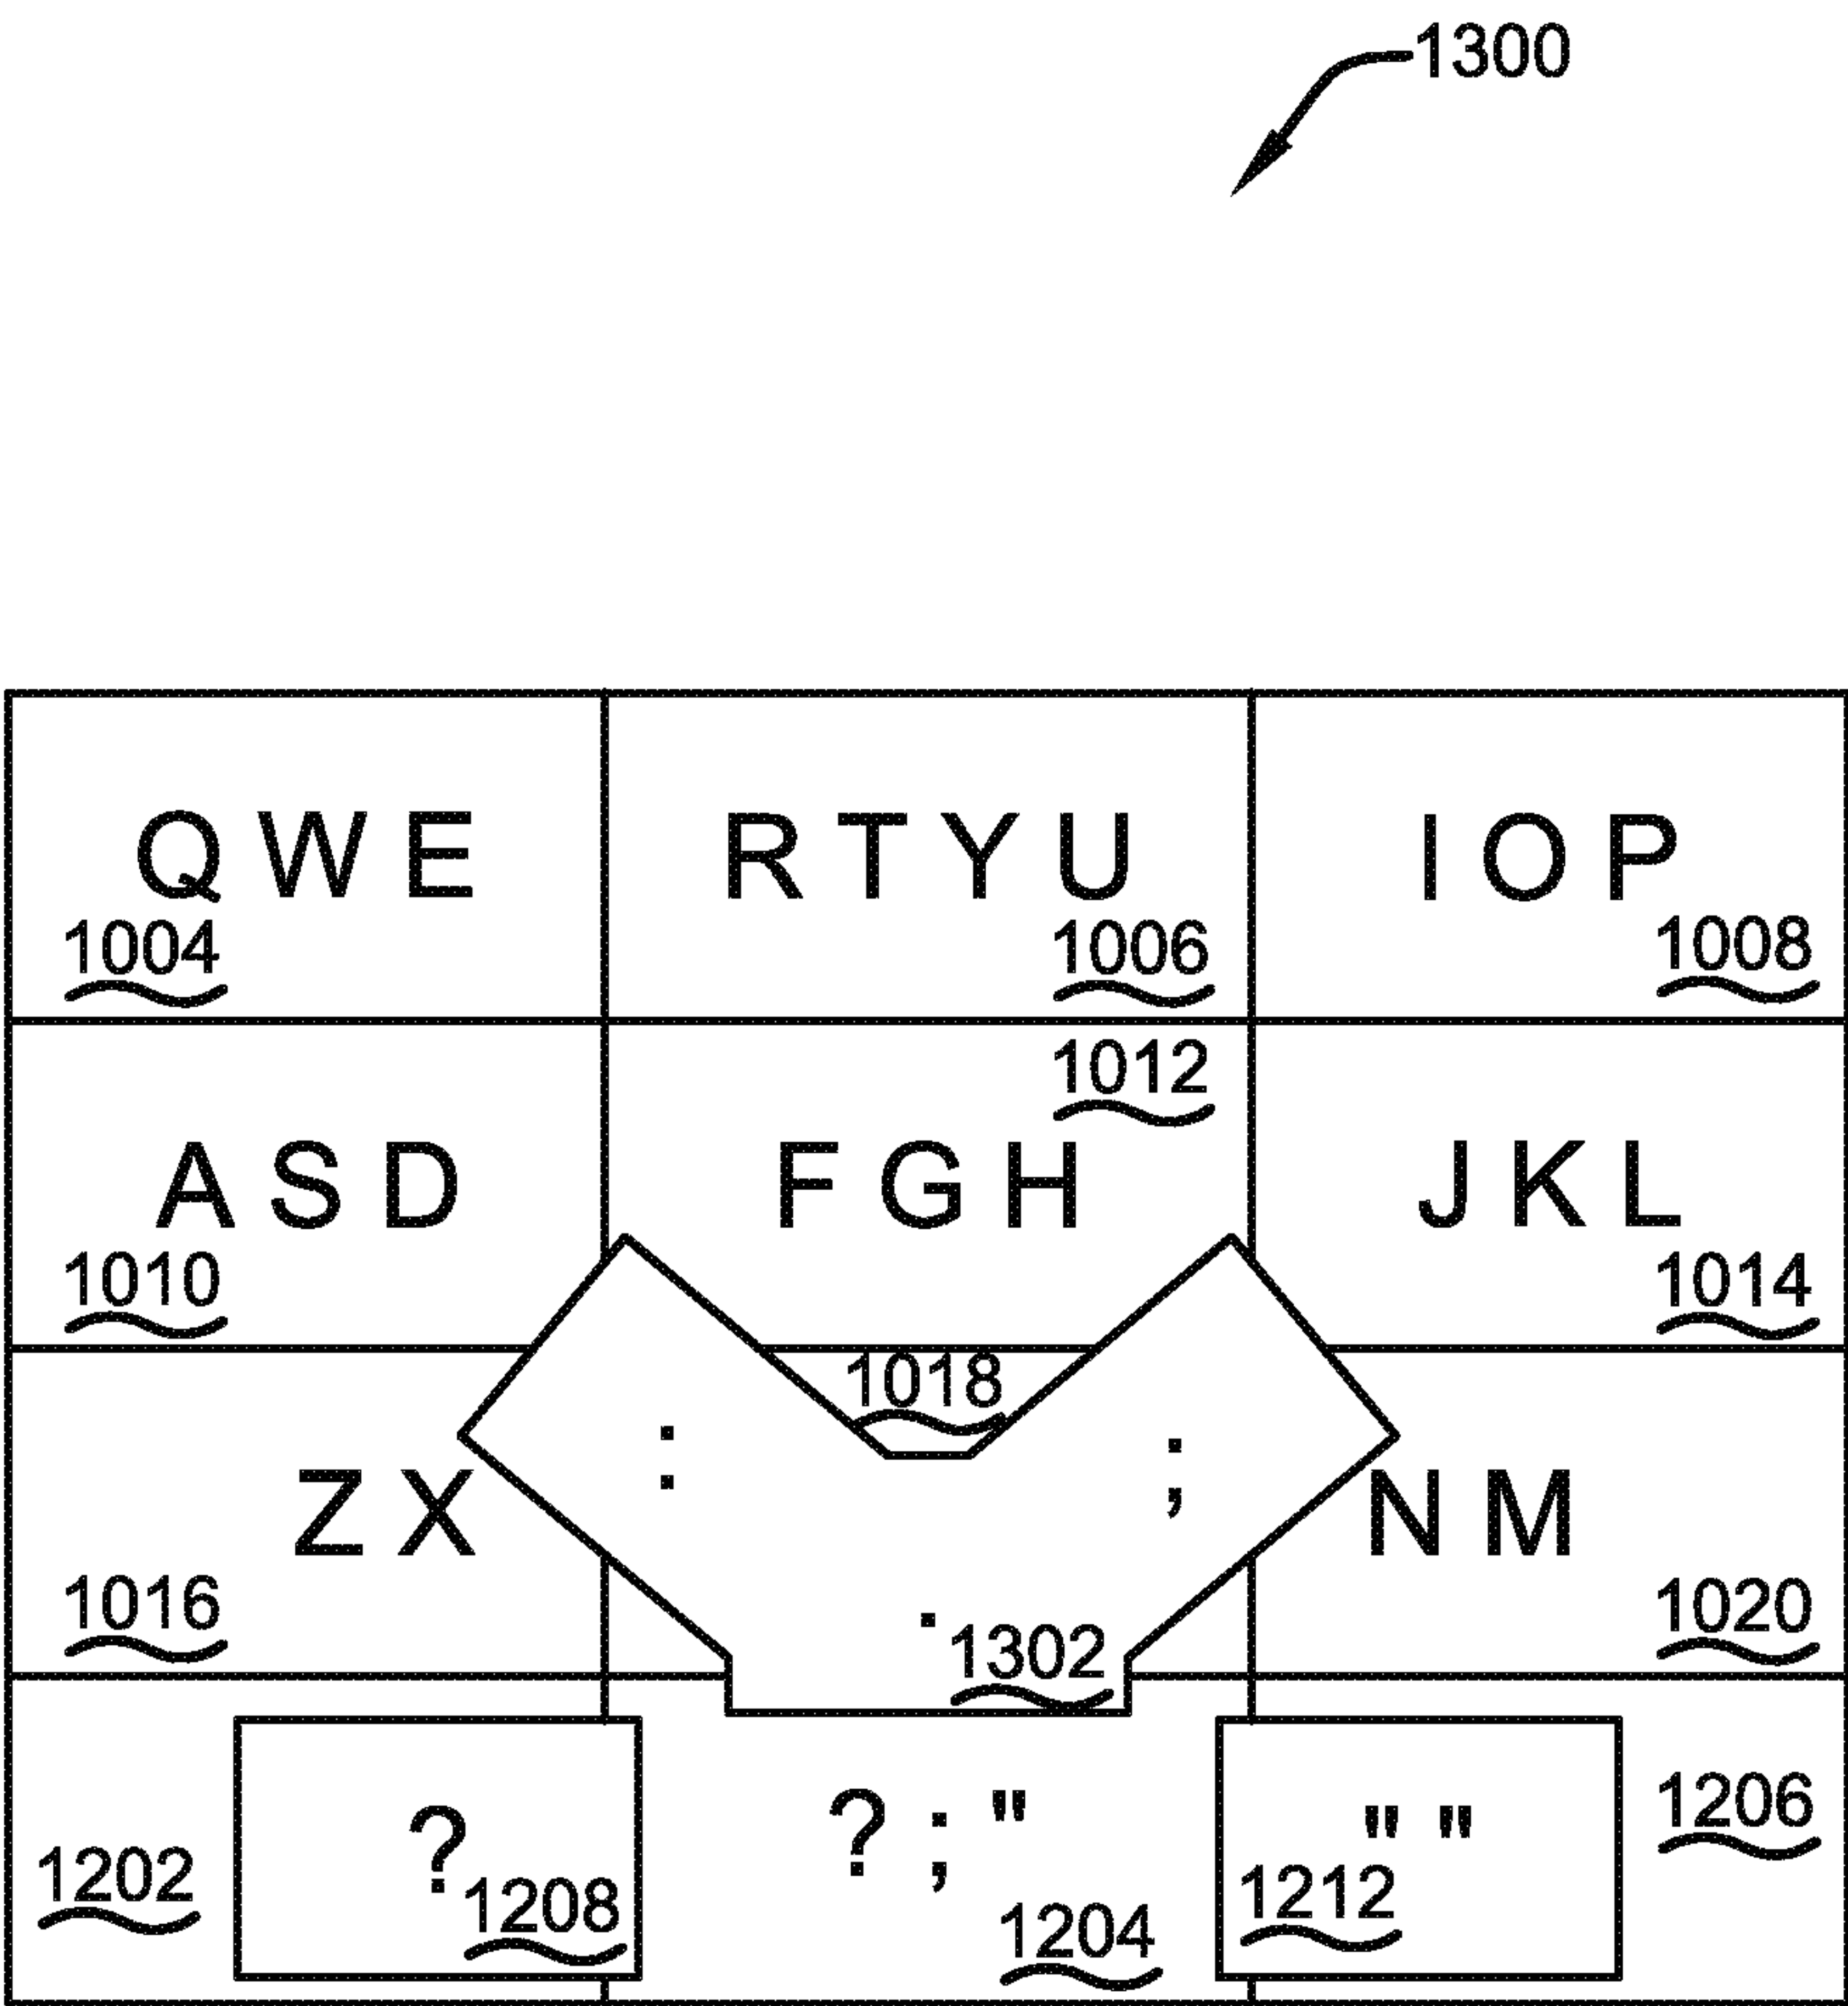 1300
Q W E R T Y U I O P
1004 1006 1008
1012
A S D F G H J K L
1010 1014
1018
: ;
Z X N M
1016 . 1020
1302
? ? ; " " "
1202 1208 1204 1212 1206